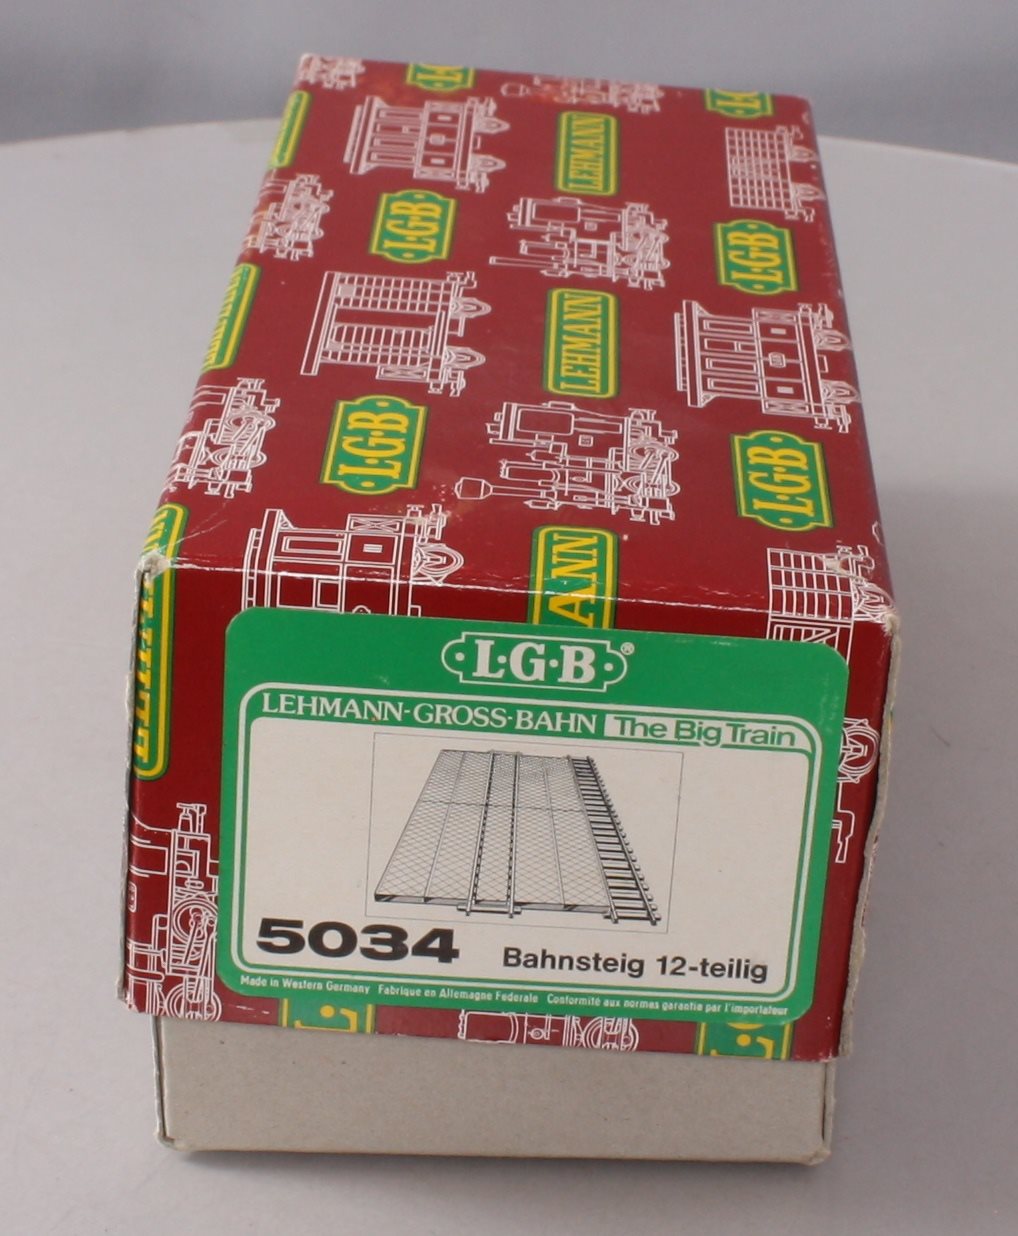 L·G·B
LEHMANN
L·G·B
L·G·B
LEHMANN
L·G·B
L·G·B
ANN
L·G·B®
LEHMANN-GROSS-BAHN The Big Train
5034 Bahnsteig 12-teilig
Made in Western Germany Fabrique en Allemagne Federale Conformité aux normes garantie par l'importateur